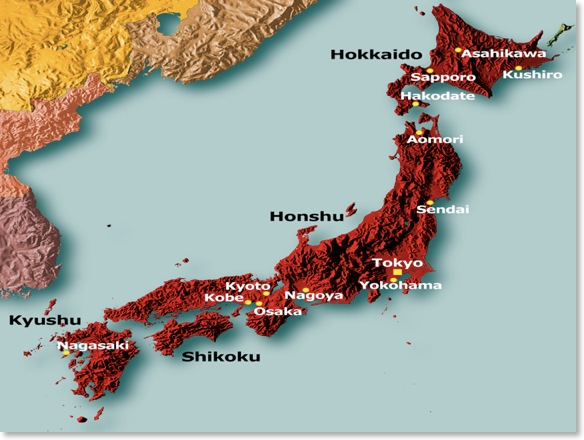 Hokkaido
Asahikawa
Sapporo
Kushiro
Hakodate
Aomori
Sendai
Honshu
Tokyo
Kyoto
Yokohama
Kobe
Nagoya
Osaka
Kyushu
Nagasaki
Shikoku